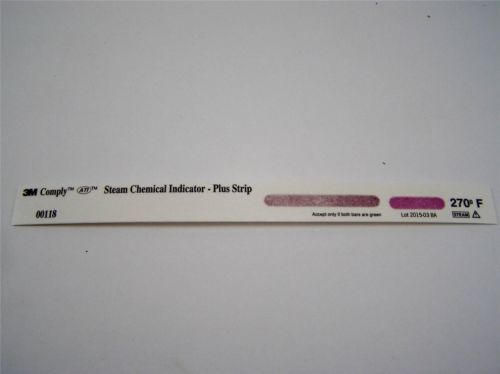 3M Comply™ ATI™ Steam Chemical Indicator - Plus Strip
00118
Accept only if both bars are green
Lot 2015-03 BA
270° F
STEAM